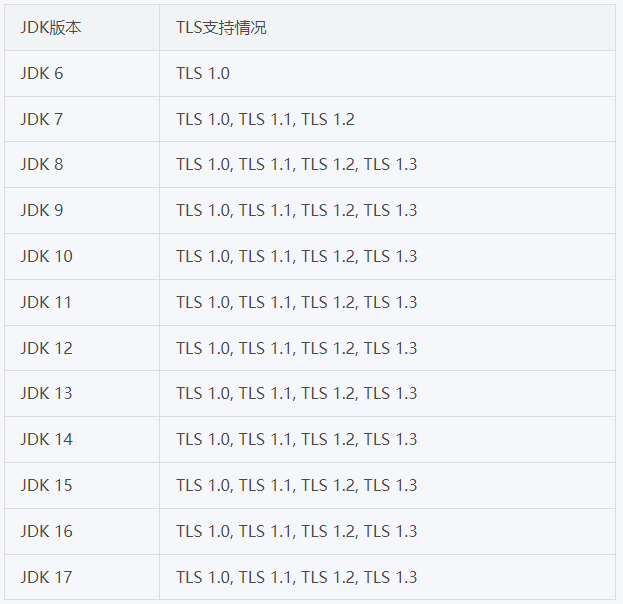 JDK版本 TLS支持情况
JDK 6 TLS 1.0
JDK 7 TLS 1.0, TLS 1.1, TLS 1.2
JDK 8 TLS 1.0, TLS 1.1, TLS 1.2, TLS 1.3
JDK 9 TLS 1.0, TLS 1.1, TLS 1.2, TLS 1.3
JDK 10 TLS 1.0, TLS 1.1, TLS 1.2, TLS 1.3
JDK 11 TLS 1.0, TLS 1.1, TLS 1.2, TLS 1.3
JDK 12 TLS 1.0, TLS 1.1, TLS 1.2, TLS 1.3
JDK 13 TLS 1.0, TLS 1.1, TLS 1.2, TLS 1.3
JDK 14 TLS 1.0, TLS 1.1, TLS 1.2, TLS 1.3
JDK 15 TLS 1.0, TLS 1.1, TLS 1.2, TLS 1.3
JDK 16 TLS 1.0, TLS 1.1, TLS 1.2, TLS 1.3
JDK 17 TLS 1.0, TLS 1.1, TLS 1.2, TLS 1.3